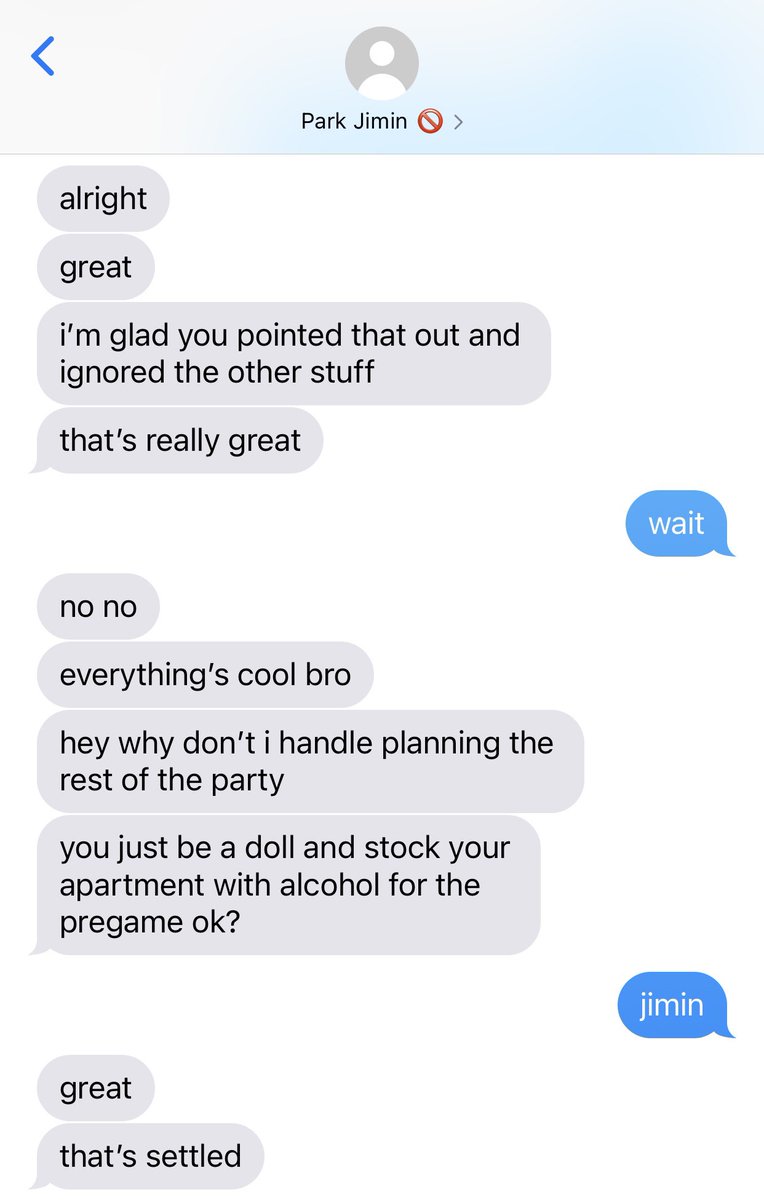 Park Jimin 🚫
alright
great
i’m glad you pointed that out and
ignored the other stuff
that’s really great
wait
no no
everything’s cool bro
hey why don’t i handle planning the
rest of the party
you just be a doll and stock your
apartment with alcohol for the
pregame ok?
jimin
great
that’s settled